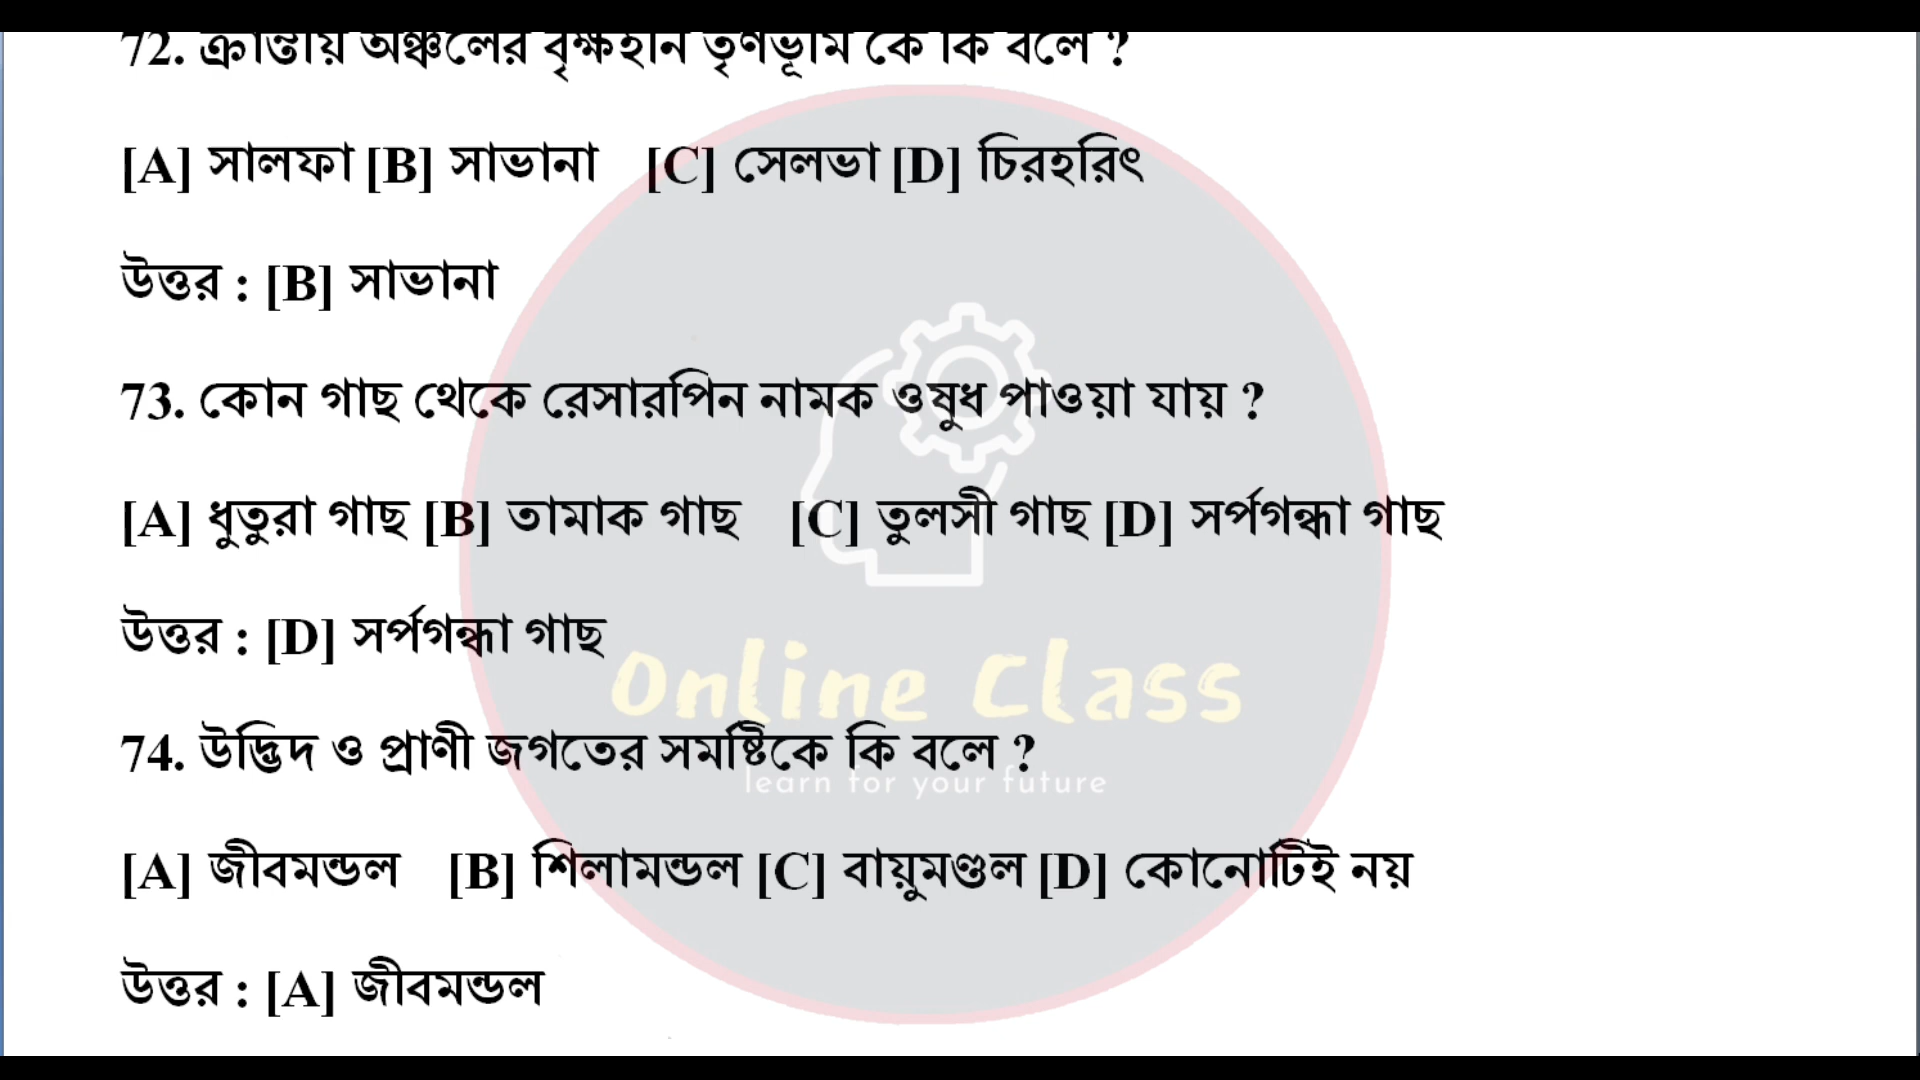 72. ক্রান্তীয় অঞ্চলের বৃক্ষহীন তৃণভূমি কে কি বলে ?
[A] সালফা [B] সাভানা [C] সেলভা [D] চিরহরিৎ
উত্তর : [B] সাভানা
73. কোন গাছ থেকে রেসারপিন নামক ওষুধ পাওয়া যায় ?
[A] ধুতুরা গাছ [B] তামাক গাছ [C] তুলসী গাছ [D] সর্পগন্ধা গাছ
উত্তর : [D] সর্পগন্ধা গাছ
Online Class
74. উদ্ভিদ ও প্রাণী জগতের সমষ্টিকে কি বলে ?
learn for your future
[A] জীবমন্ডল [B] শিলামন্ডল [C] বায়ুমণ্ডল [D] কোনোটিই নয়
উত্তর : [A] জীবমন্ডল